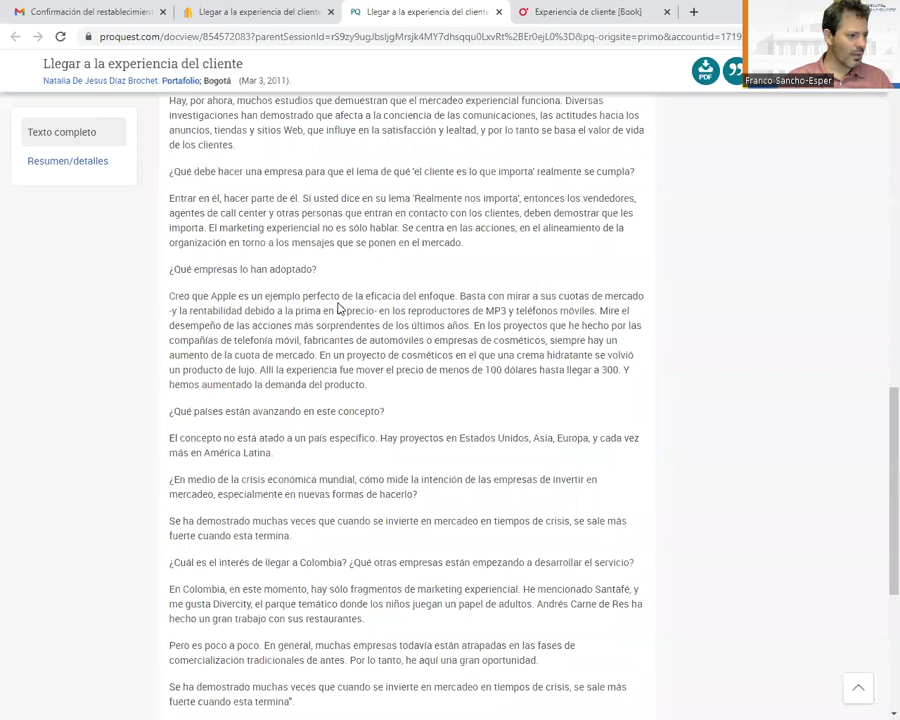 Confirmación del restablecimient
Llegar a la experiencia del client
PQ Llegar a la experiencia del client
Experiencia de cliente [Book]
proquest.com/docview/854572083?parentSessionId=rS9zy9ugJbsljgMrsjk4MY7dhsqqu0LxvRt%2BEr0ejL0%3D&pq-origsite=primo&accountid=1719
Llegar a la experiencia del cliente
Natalia De Jesus Diaz Brochet. Portafolio; Bogotá (Mar 3, 2011).
PDF
Franco Sancho-Esper
Texto completo
Resumen/detalles
Hay, por ahora, muchos estudios que demuestran que el mercadeo experiencial funciona. Diversas
investigaciones han demostrado que afecta a la conciencia de las comunicaciones, las actitudes hacia los
anuncios, tiendas y sitios Web, que influye en la satisfacción y lealtad, y por lo tanto se basa el valor de vida
de los clientes.
¿Qué debe hacer una empresa para que el lema de qué 'el cliente es lo que importa' realmente se cumpla?
Entrar en él, hacer parte de él. Si usted dice en su lema 'Realmente nos importa', entonces los vendedores,
agentes de call center y otras personas que entran en contacto con los clientes, deben demostrar que les
importa. El marketing experiencial no es sólo hablar. Se centra en las acciones, en el alineamiento de la
organización en torno a los mensajes que se ponen en el mercado.
¿Qué empresas lo han adoptado?
Creo que Apple es un ejemplo perfecto de la eficacia del enfoque. Basta con mirar a sus cuotas de mercado
-y la rentabilidad debido a la prima en el precio- en los reproductores de MP3 y teléfonos móviles. Mire el
desempeño de las acciones más sorprendentes de los últimos años. En los proyectos que he hecho por las
compañías de telefonía móvil, fabricantes de automóviles o empresas de cosméticos, siempre hay un
aumento de la cuota de mercado. En un proyecto de cosméticos en el que una crema hidratante se volvió
un producto de lujo. Allí la experiencia fue mover el precio de menos de 100 dólares hasta llegar a 300. Y
hemos aumentado la demanda del producto.
¿Qué países están avanzando en este concepto?
El concepto no está atado a un país específico. Hay proyectos en Estados Unidos, Asia, Europa, y cada vez
más en América Latina.
¿En medio de la crisis económica mundial, cómo mide la intención de las empresas de invertir en
mercadeo, especialmente en nuevas formas de hacerlo?
Se ha demostrado muchas veces que cuando se invierte en mercadeo en tiempos de crisis, se sale más
fuerte cuando esta termina.
¿Cuál es el interés de llegar a Colombia? ¿Qué otras empresas están empezando a desarrollar el servicio?
En Colombia, en este momento, hay sólo fragmentos de marketing experiencial. He mencionado Santafé, y
me gusta Divercity, el parque temático donde los niños juegan un papel de adultos. Andrés Carne de Res ha
hecho un gran trabajo con sus restaurantes.
Pero es poco a poco. En general, muchas empresas todavía están atrapadas en las fases de
comercialización tradicionales de antes. Por lo tanto, he aquí una gran oportunidad.
Se ha demostrado muchas veces que cuando se invierte en mercadeo en tiempos de crisis, se sale más
fuerte cuando esta termina".